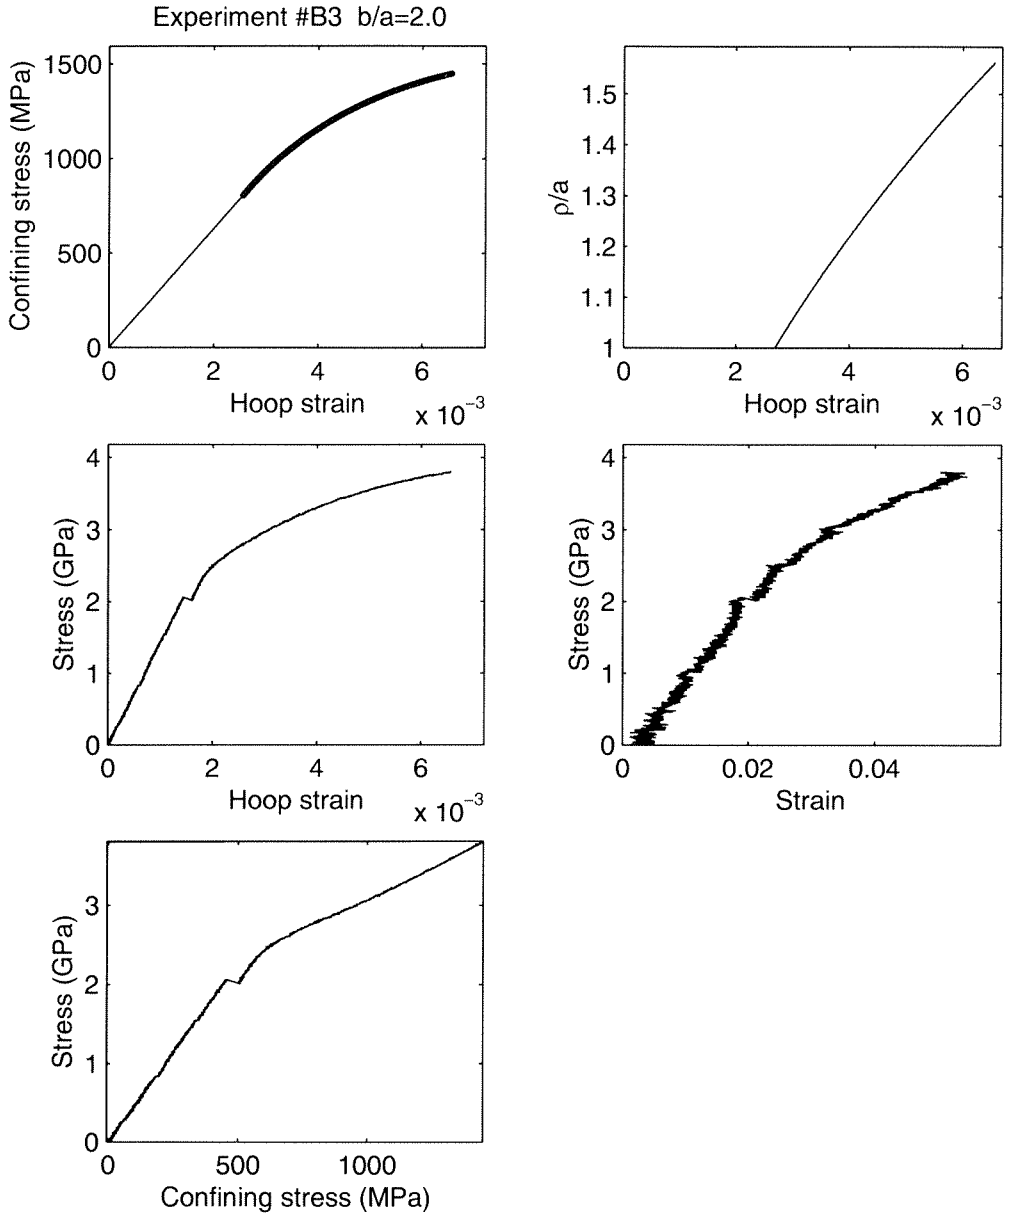 Experiment #B3 b/a=2.0
1500
1000
500
0
Confining stress (MPa)
0 2 4 6
Hoop strain
x 10⁻³
1.5
1.4
1.3
1.2
1.1
1
ρ/a
0 2 4 6
Hoop strain
x 10⁻³
4
3
2
1
0
Stress (GPa)
0 2 4 6
Hoop strain
x 10⁻³
4
3
2
1
0
Stress (GPa)
0 0.02 0.04
Strain
3
2
1
0
Stress (GPa)
0 500 1000
Confining stress (MPa)